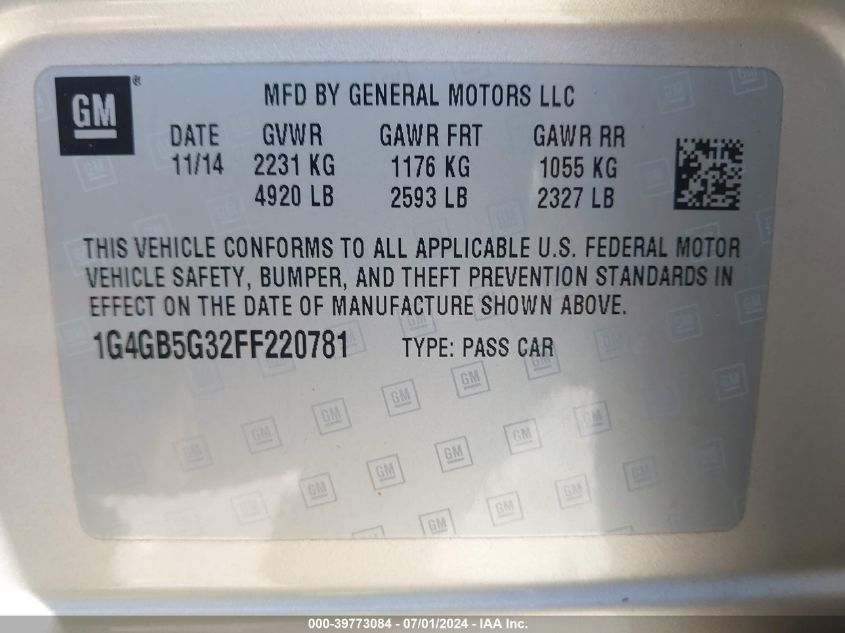 GM ®
MFD BY GENERAL MOTORS LLC
DATE GVWR GAWR FRT GAWR RR
11/14 2231 KG 1176 KG 1055 KG
4920 LB 2593 LB 2327 LB
THIS VEHICLE CONFORMS TO ALL APPLICABLE U.S. FEDERAL MOTOR
VEHICLE SAFETY, BUMPER, AND THEFT PREVENTION STANDARDS IN
EFFECT ON THE DATE OF MANUFACTURE SHOWN ABOVE.
1G4GB5G32FF220781 TYPE: PASS CAR
000-39773084 - 07/01/2024 - IAA Inc.